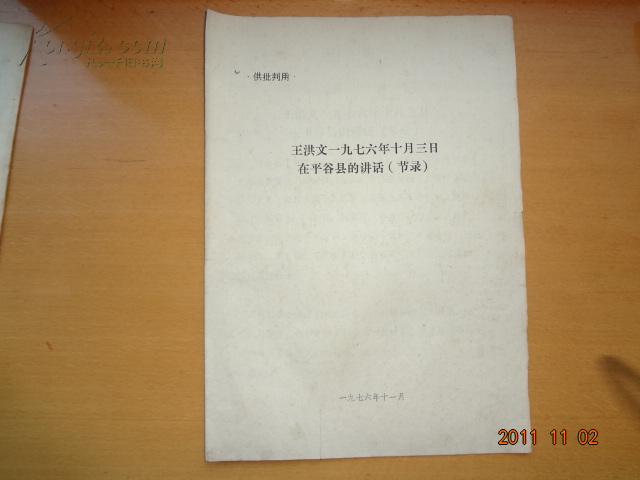 ·供批判用·
王洪文一九七六年十月三日
在平谷县的讲话（节录）
一九七六年十一月
2011 11 02